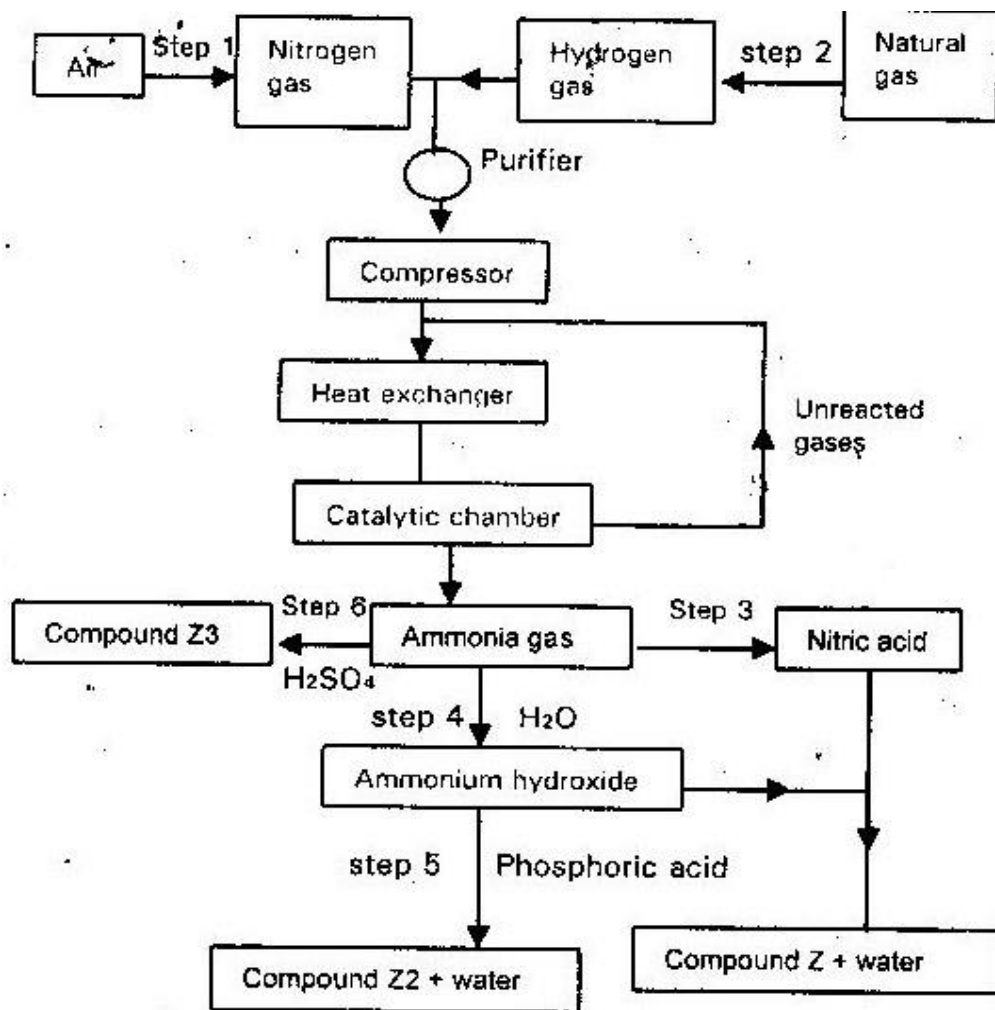 Air
Step 1
Nitrogen
gas
Hydrogen
gas
step 2
Natural
gas
Purifier
Compressor
Heat exchanger
Unreacted
gases
Catalytic chamber
Compound Z3
Step 6
H₂SO₄
Ammonia gas
Step 3
Nitric acid
step 4
H₂O
Ammonium hydroxide
step 5
Phosphoric acid
Compound Z2 + water
Compound Z + water